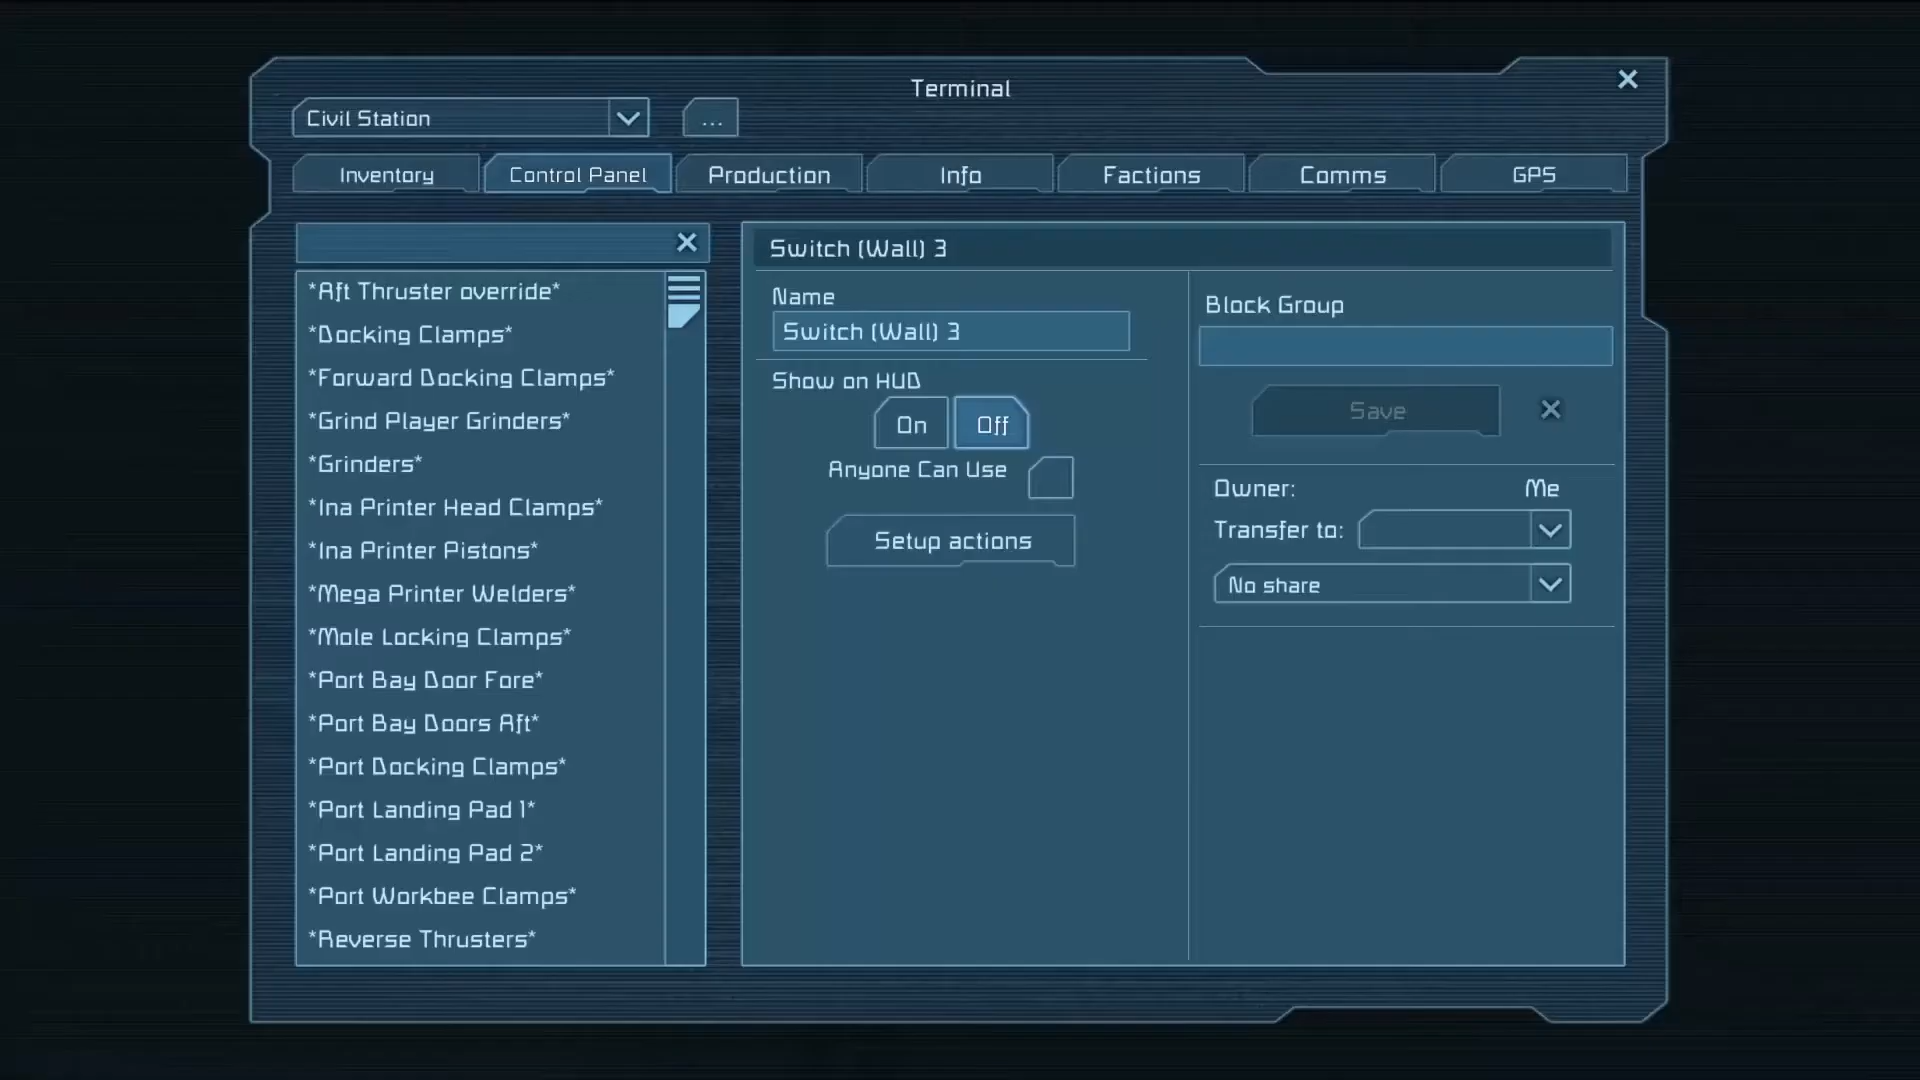 Terminal
Civil Station
...
Inventory
Control Panel
Production
Info
Factions
Comms
GPS
*Aft Thruster override*
*Docking Clamps*
*Forward Docking Clamps*
*Grind Player Grinders*
*Grinders*
*Ina Printer Head Clamps*
*Ina Printer Pistons*
*Mega Printer Welders*
*Mole Locking Clamps*
*Port Bay Door Fore*
*Port Bay Doors Aft*
*Port Docking Clamps*
*Port Landing Pad 1*
*Port Landing Pad 2*
*Port Workbee Clamps*
*Reverse Thrusters*
Switch (Wall) 3
Name
Switch (Wall) 3
Show on HUD
On
Off
Anyone Can Use
Setup actions
Block Group
Save
Owner: Me
Transfer to:
No share